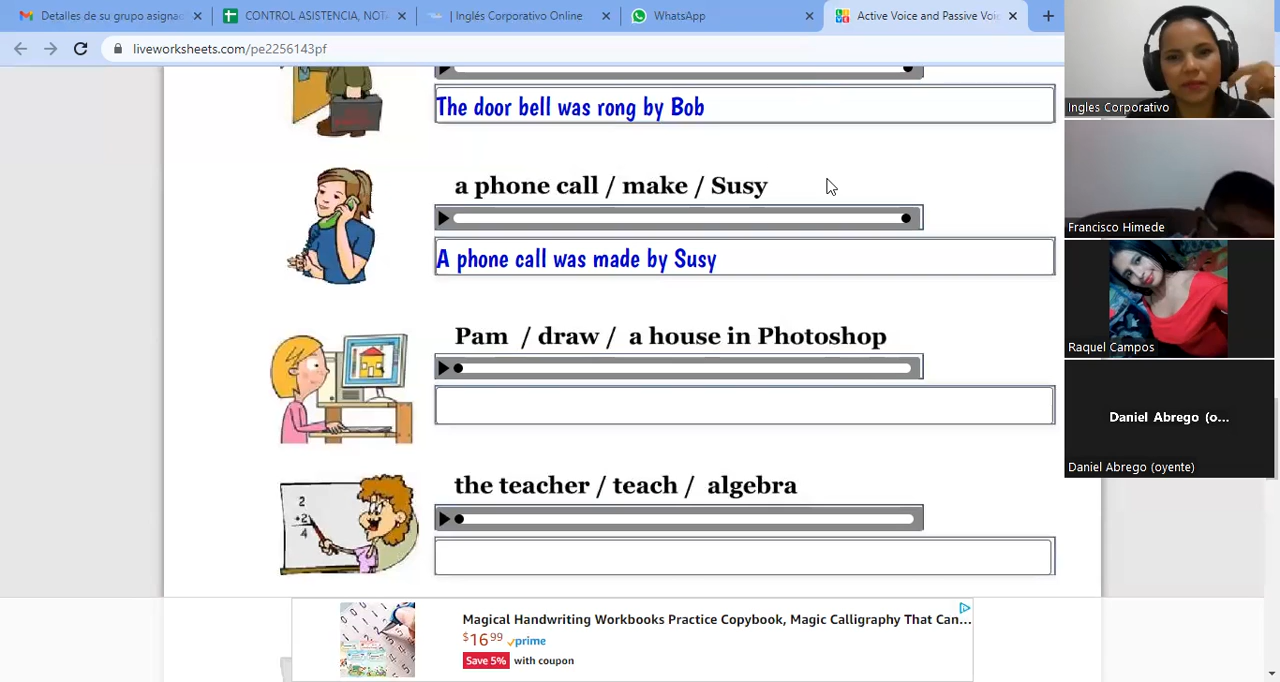 Detalles de su grupo asignad
CONTROL ASISTENCIA, NOTA
| Inglés Corporativo Online
WhatsApp
Active Voice and Passive Voic
liveworksheets.com/pe2256143pf
The door bell was rong by Bob
a phone call / make / Susy
A phone call was made by Susy
Pam / draw / a house in Photoshop
the teacher / teach / algebra
2
+2
4
Magical Handwriting Workbooks Practice Copybook, Magic Calligraphy That Can...
$16 99 prime
Save 5% with coupon
Ingles Corporativo
Francisco Himede
Raquel Campos
Daniel Abrego (o...
Daniel Abrego (oyente)